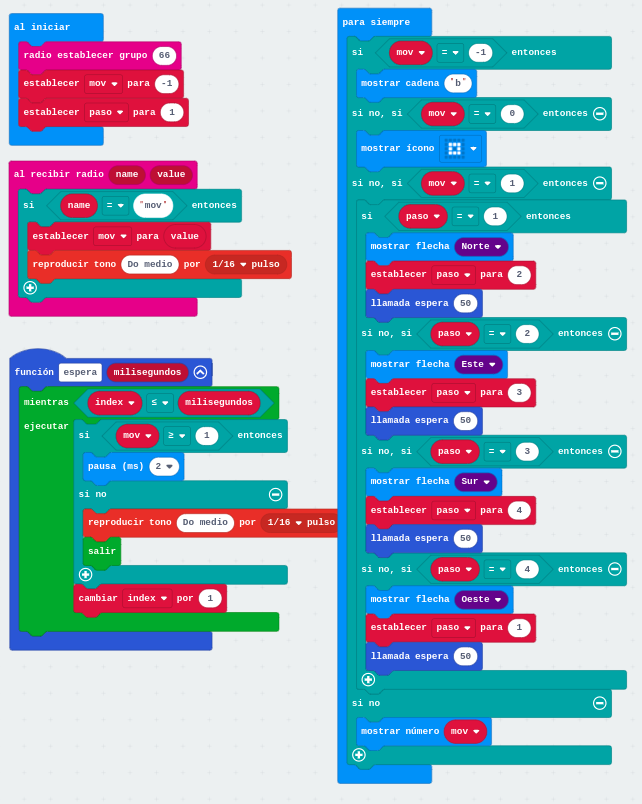 al iniciar
radio establecer grupo 66
establecer mov para -1
establecer paso para 1
al recibir radio name value
si name = "mov" entonces
establecer mov para value
reproducir tono Do medio por 1/16 pulso
función espera milisegundos
mientras index ≤ milisegundos
ejecutar si mov ≥ 1 entonces
pausa (ms) 2
si no
reproducir tono Do medio por 1/16 pulso
salir
cambiar index por 1
para siempre
si mov = -1 entonces
mostrar cadena "b"
si no, si mov = 0 entonces
mostrar ícono
si no, si mov = 1 entonces
si paso = 1 entonces
mostrar flecha Norte
establecer paso para 2
llamada espera 50
si no, si paso = 2 entonces
mostrar flecha Este
establecer paso para 3
llamada espera 50
si no, si paso = 3 entonces
mostrar flecha Sur
establecer paso para 4
llamada espera 50
si no, si paso = 4 entonces
mostrar flecha Oeste
establecer paso para 1
llamada espera 50
si no
mostrar número mov